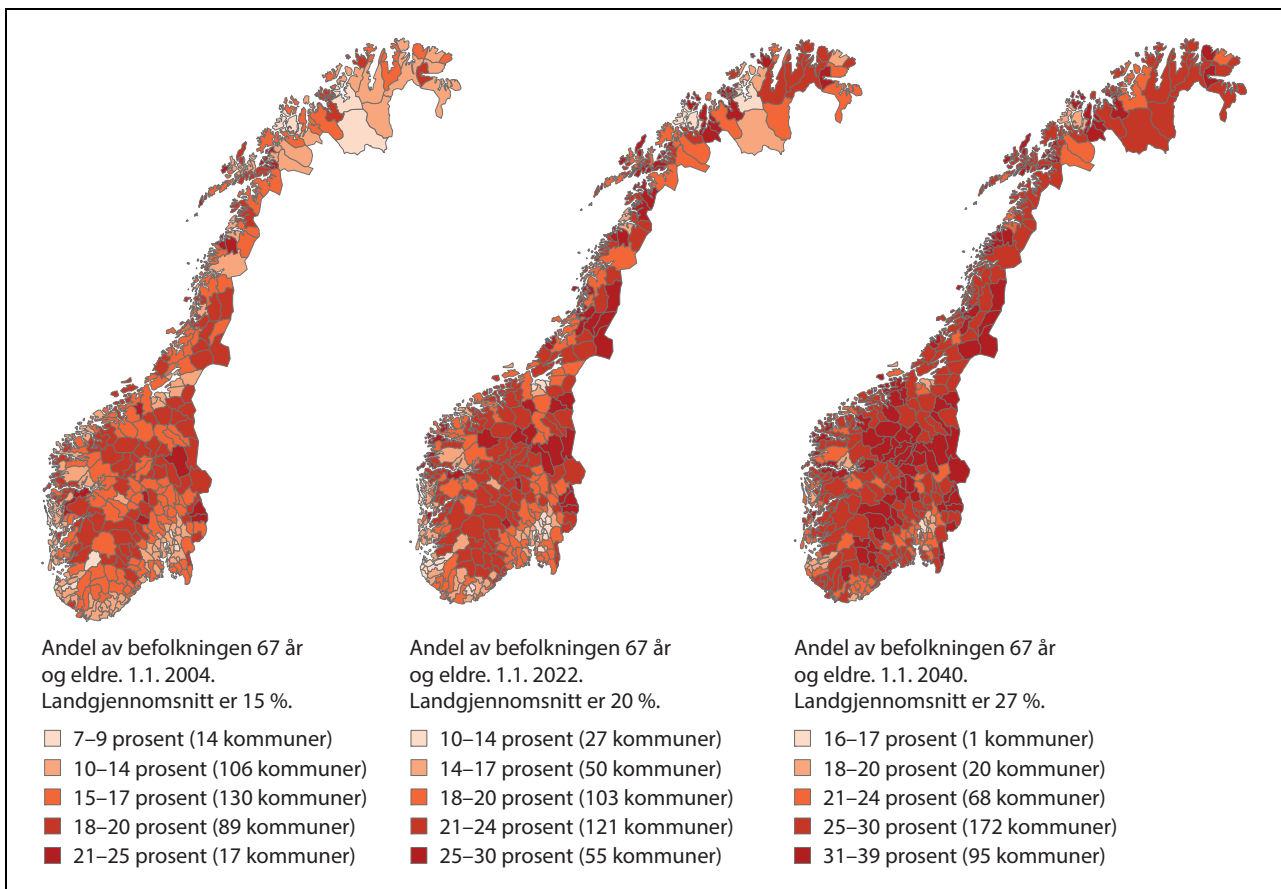 Andel av befolkningen 67 år
og eldre. 1.1. 2004.
Landgjennomsnitt er 15 %.
7–9 prosent (14 kommuner)
10–14 prosent (106 kommuner)
15–17 prosent (130 kommuner)
18–20 prosent (89 kommuner)
21–25 prosent (17 kommuner)
Andel av befolkningen 67 år
og eldre. 1.1. 2022.
Landgjennomsnitt er 20 %.
10–14 prosent (27 kommuner)
14–17 prosent (50 kommuner)
18–20 prosent (103 kommuner)
21–24 prosent (121 kommuner)
25–30 prosent (55 kommuner)
Andel av befolkningen 67 år
og eldre. 1.1. 2040.
Landgjennomsnitt er 27 %.
16–17 prosent (1 kommuner)
18–20 prosent (20 kommuner)
21–24 prosent (68 kommuner)
25–30 prosent (172 kommuner)
31–39 prosent (95 kommuner)